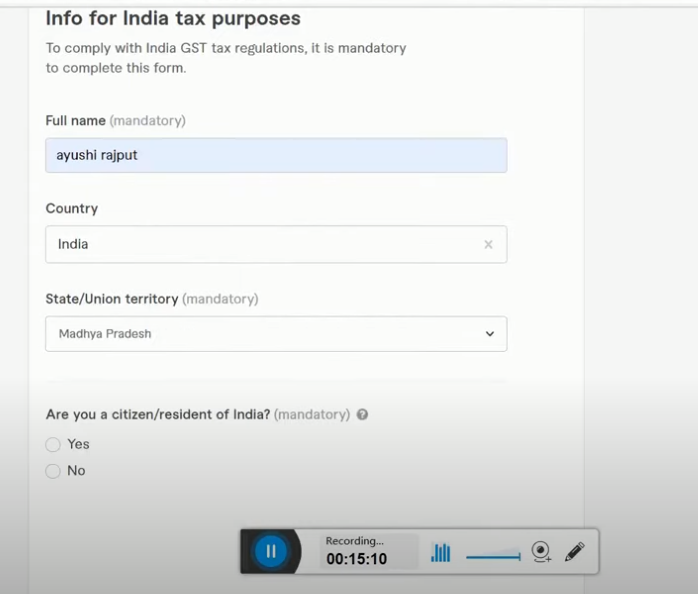 Info for India tax purposes
To comply with India GST tax regulations, it is mandatory
to complete this form.
Full name (mandatory)
ayushi rajput
Country
India
State/Union territory (mandatory)
Madhya Pradesh
Are you a citizen/resident of India? (mandatory) ?
Yes
No
Recording...
00:15:10